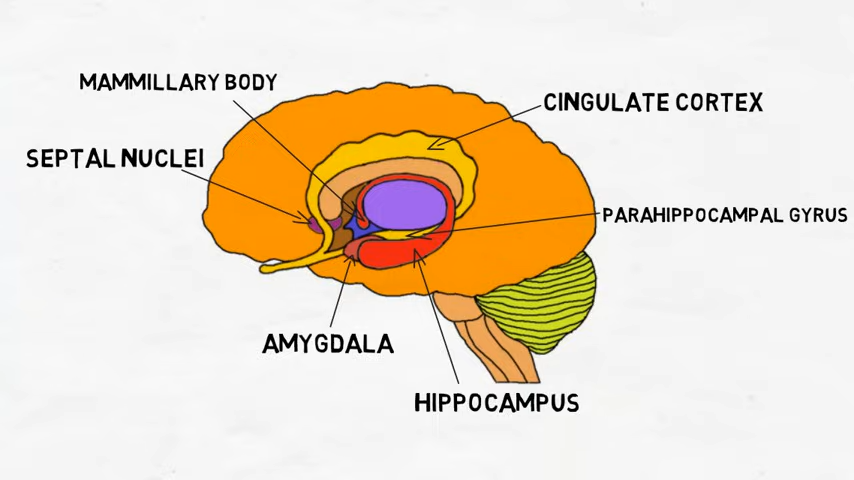 MAMMILLARY BODY
CINGULATE CORTEX
SEPTAL NUCLEI
PARAHIPPOCAMPAL GYRUS
AMYGDALA
HIPPOCAMPUS